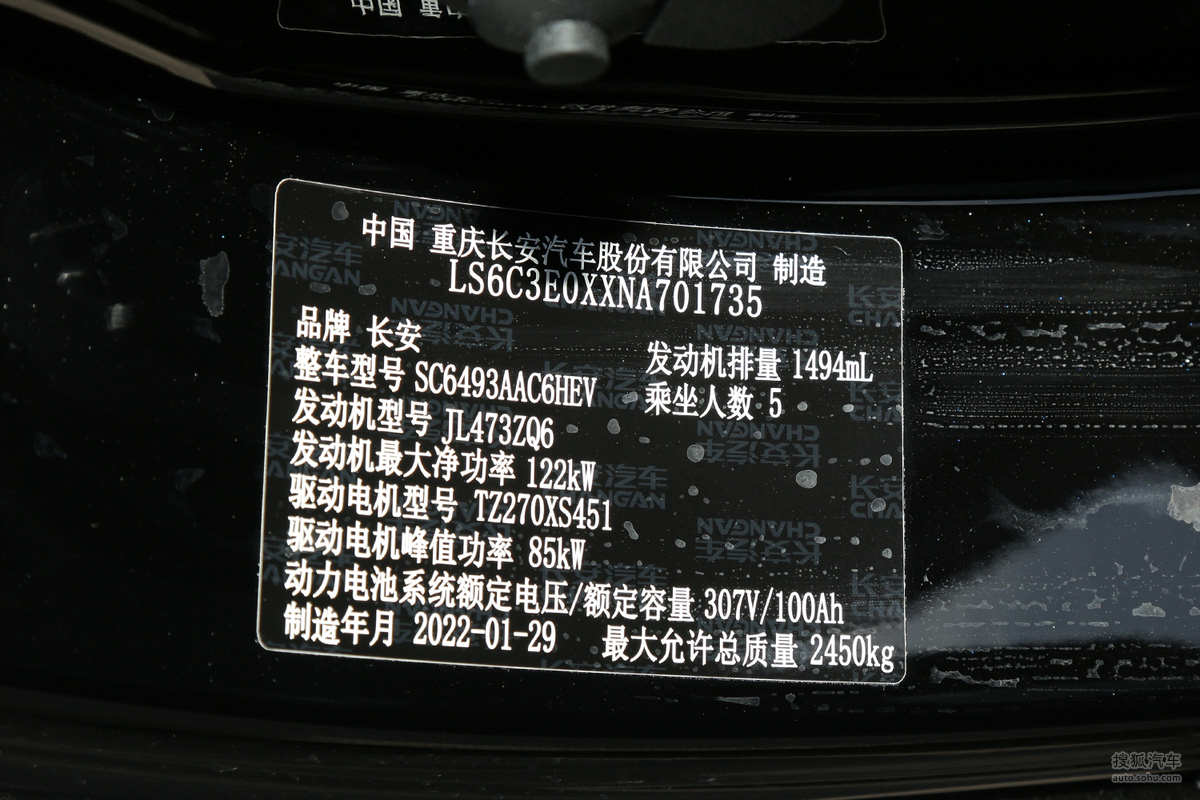 中国 重庆长安汽车股份有限公司 制造
LS6C3E0XXNA701735
品牌 长安
发动机排量 1494mL
整车型号 SC6493AAC6HEV
乘坐人数 5
发动机型号 JL473ZQ6
发动机最大净功率 122kW
驱动电机型号 TZ270XS451
驱动电机峰值功率 85kW
动力电池系统额定电压/额定容量 307V/100Ah
制造年月 2022-01-29 最大允许总质量 2450kg
搜狐汽车
auto.sohu.com